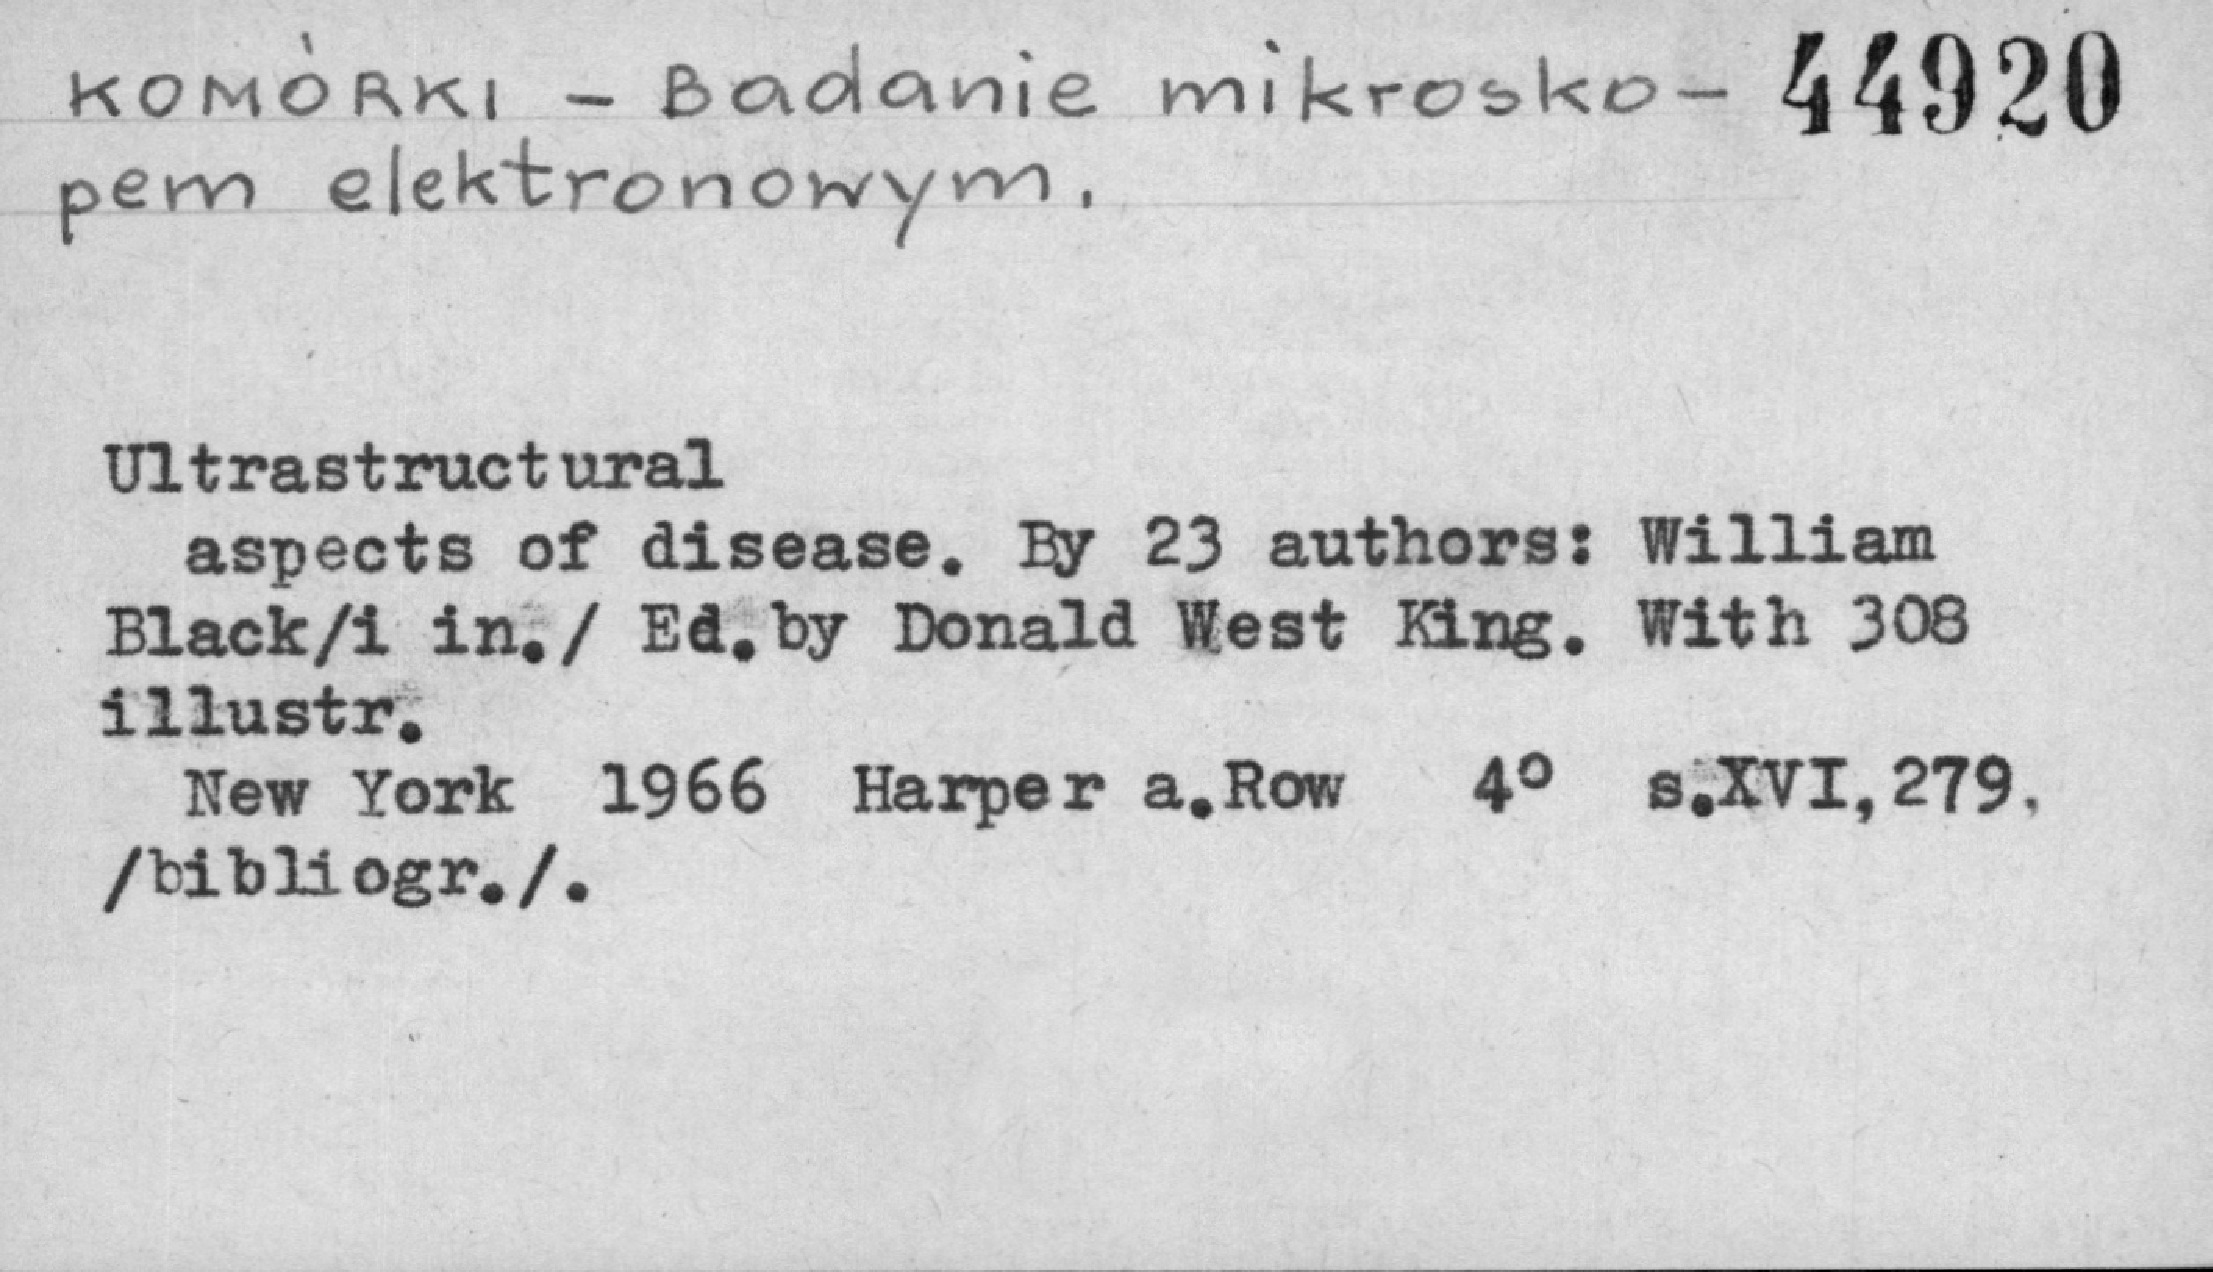 KOMÓRKI – Badanie mikrosko– 44920
pem elektronowym.
Ultrastructural
aspects of disease. By 23 authors: William
Black/i in./ Ed.by Donald West King. With 308
illustr.
New York 1966 Harper a.Row 4° s.XVI,279,
/bibliogr./.